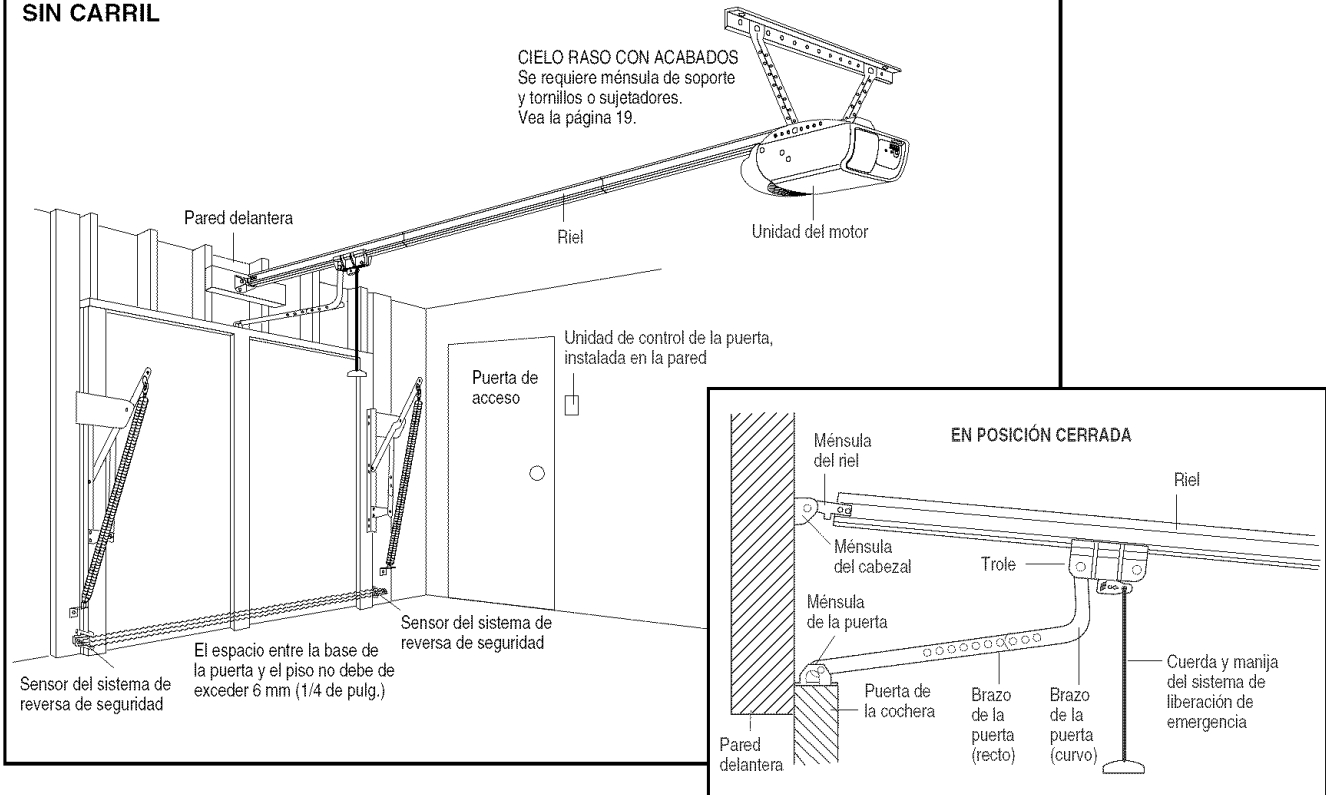 SIN CARRIL
CIELO RASO CON ACABADOS
Se requiere ménsula de soporte
y tornillos o sujetadores.
Vea la página 19.
Pared delantera
Riel
Unidad del motor
Unidad de control de la puerta,
instalada en la pared
Puerta de
acceso
Sensor del sistema de
reversa de seguridad
El espacio entre la base de
la puerta y el piso no debe de
exceder 6 mm (1/4 de pulg.)
Sensor del sistema de
reversa de seguridad
EN POSICIÓN CERRADA
Ménsula
del riel
Riel
Ménsula
del cabezal
Trole
Ménsula
de la puerta
Cuerda y manija
del sistema de
liberación de
emergencia
Puerta de
la cochera
Brazo
de la
puerta
(recto)
Brazo
de la
puerta
(curvo)
Pared
delantera